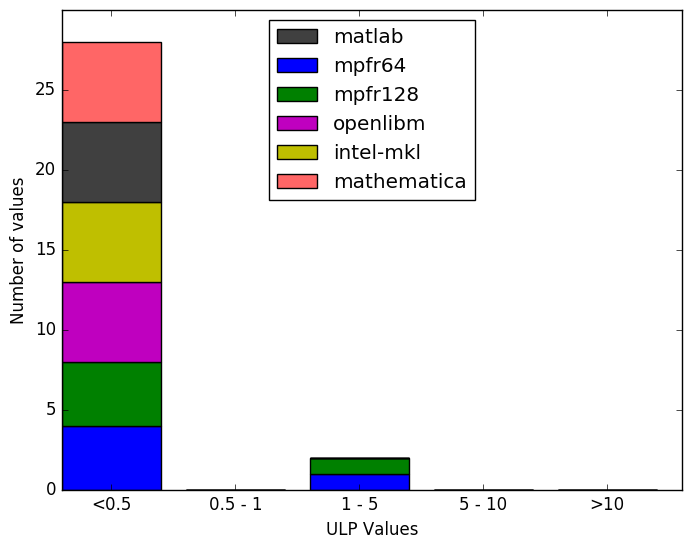 matlab
mpfr64
mpfr128
openlibm
intel-mkl
mathematica
Number of values
25
20
15
10
5
0
<0.5
0.5 - 1
1 - 5
5 - 10
>10
ULP Values